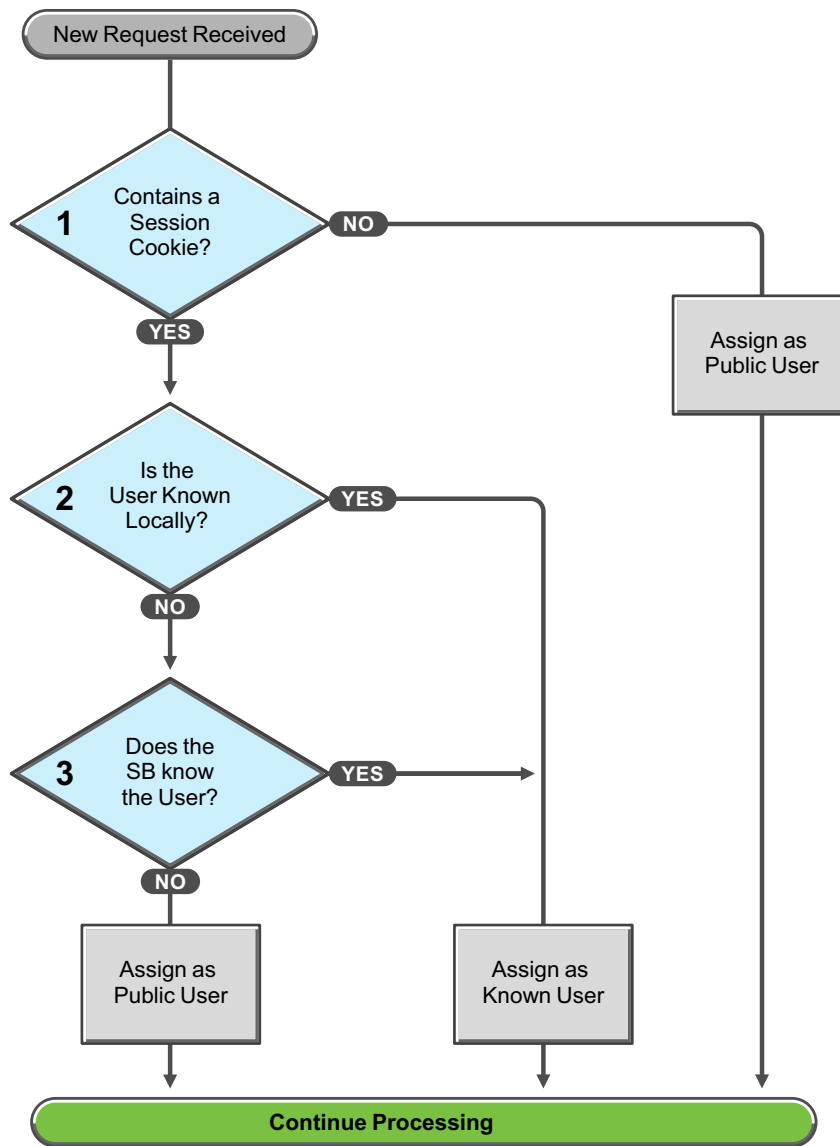 New Request Received
1
Contains a
Session
Cookie?
NO
YES
Assign as
Public User
2
Is the
User Known
Locally?
YES
NO
3
Does the
SB know
the User?
YES
NO
Assign as
Public User
Assign as
Known User
Continue Processing